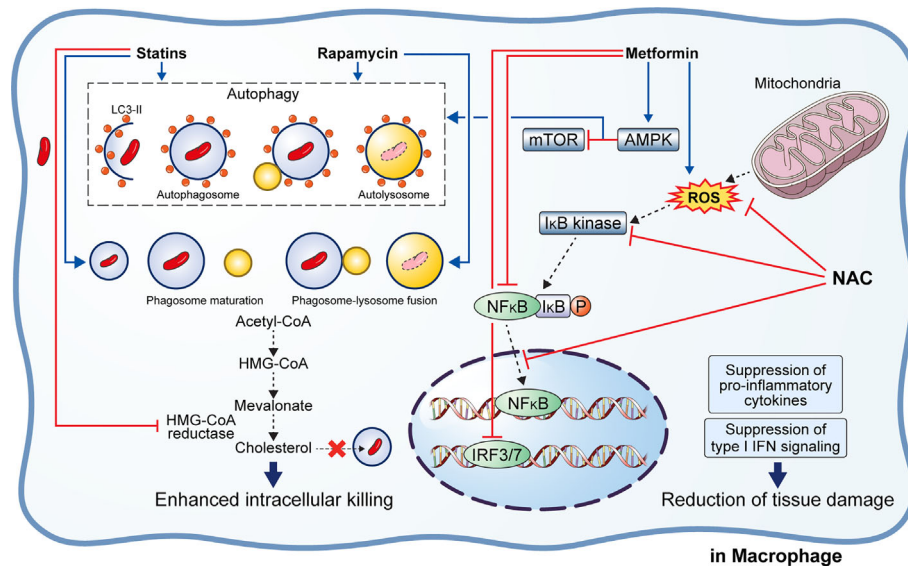 Statins
Rapamycin
Metformin
Autophagy
LC3-II
Autophagosome
Autolysosome
Mitochondria
mTOR
AMPK
ROS
IκB kinase
NAC
Phagosome maturation
Phagosome-lysosome fusion
NFκB
IκB
P
Acetyl-CoA
HMG-CoA
Mevalonate
HMG-CoA
reductase
Cholesterol
NFκB
IRF3/7
Suppression of
pro-inflammatory
cytokines
Suppression of
type I IFN signaling
Enhanced intracellular killing
Reduction of tissue damage
in Macrophage